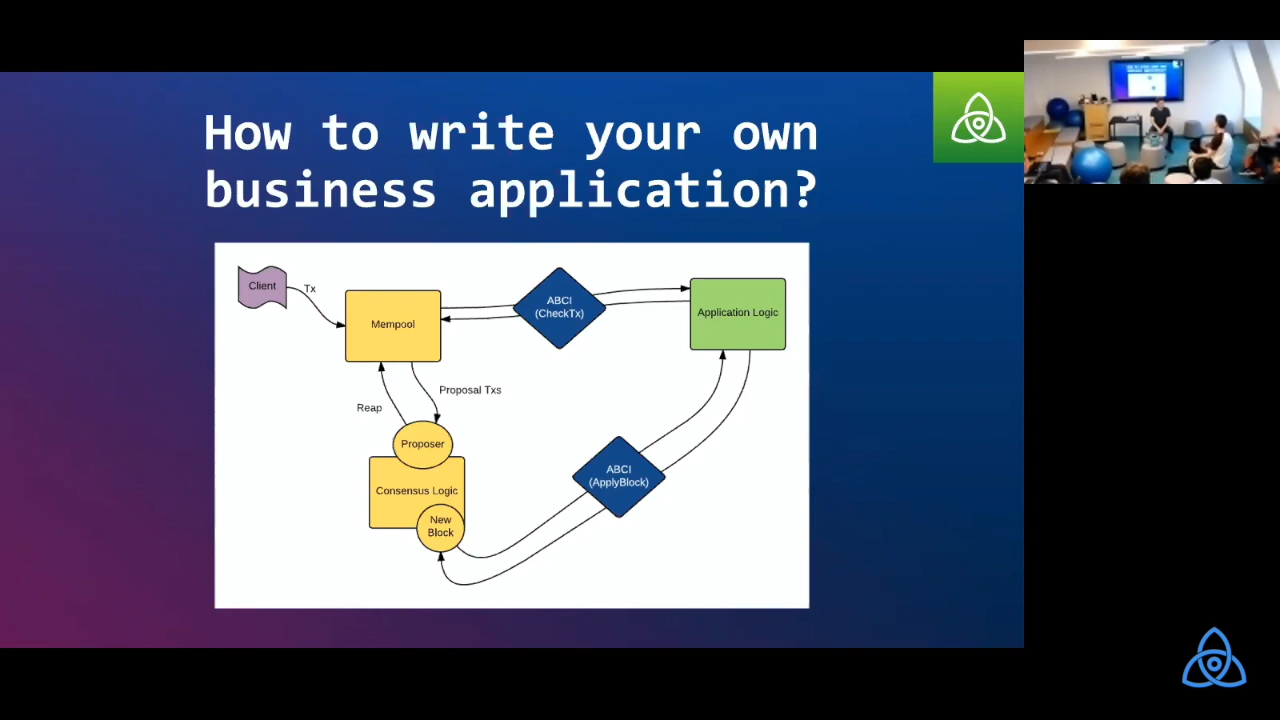 How to write your own
business application?
Client
Tx
Mempool
ABCI
(CheckTx)
Application Logic
Reap
Proposal Txs
Proposer
Consensus Logic
New
Block
ABCI
(ApplyBlock)